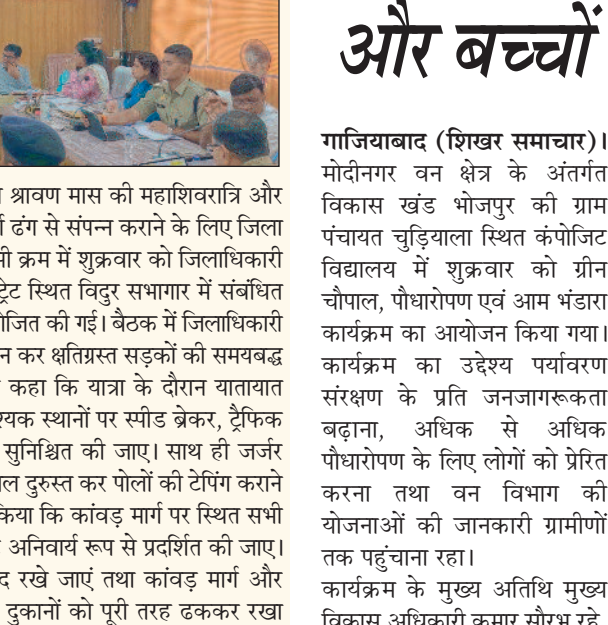 श्रावण मास की महाशिवरात्रि और
ढंग से संपन्न कराने के लिए जिला
क्रम में शुक्रवार को जिलाधिकारी
स्थित विदुर सभागार में संबंधित
की गई। बैठक में जिलाधिकारी
कर क्षतिग्रस्त सड़कों की समयबद्ध
कहा कि यात्रा के दौरान यातायात
स्थानों पर स्पीड ब्रेकर, ट्रैफिक
सुनिश्चित की जाए। साथ ही जर्जर
दुरुस्त कर पोलों की टेपिंग कराने
किया कि कांवड़ मार्ग पर स्थित सभी
अनिवार्य रूप से प्रदर्शित की जाए।
रखे जाएं तथा कांवड़ मार्ग और
दुकानों को पूरी तरह ढककर रखा
और बच्चों
गाजियाबाद (शिखर समाचार)।
मोदीनगर वन क्षेत्र के अंतर्गत
विकास खंड भोजपुर की ग्राम
पंचायत चुड़ियाला स्थित कंपोजिट
विद्यालय में शुक्रवार को ग्रीन
चौपाल, पौधारोपण एवं आम भंडारा
कार्यक्रम का आयोजन किया गया।
कार्यक्रम का उद्देश्य पर्यावरण
संरक्षण के प्रति जनजागरूकता
बढ़ाना, अधिक से अधिक
पौधारोपण के लिए लोगों को प्रेरित
करना तथा वन विभाग की
योजनाओं की जानकारी ग्रामीणों
तक पहुंचाना रहा।
कार्यक्रम के मुख्य अतिथि मुख्य
विकास अधिकारी कुमार सौरभ रहे